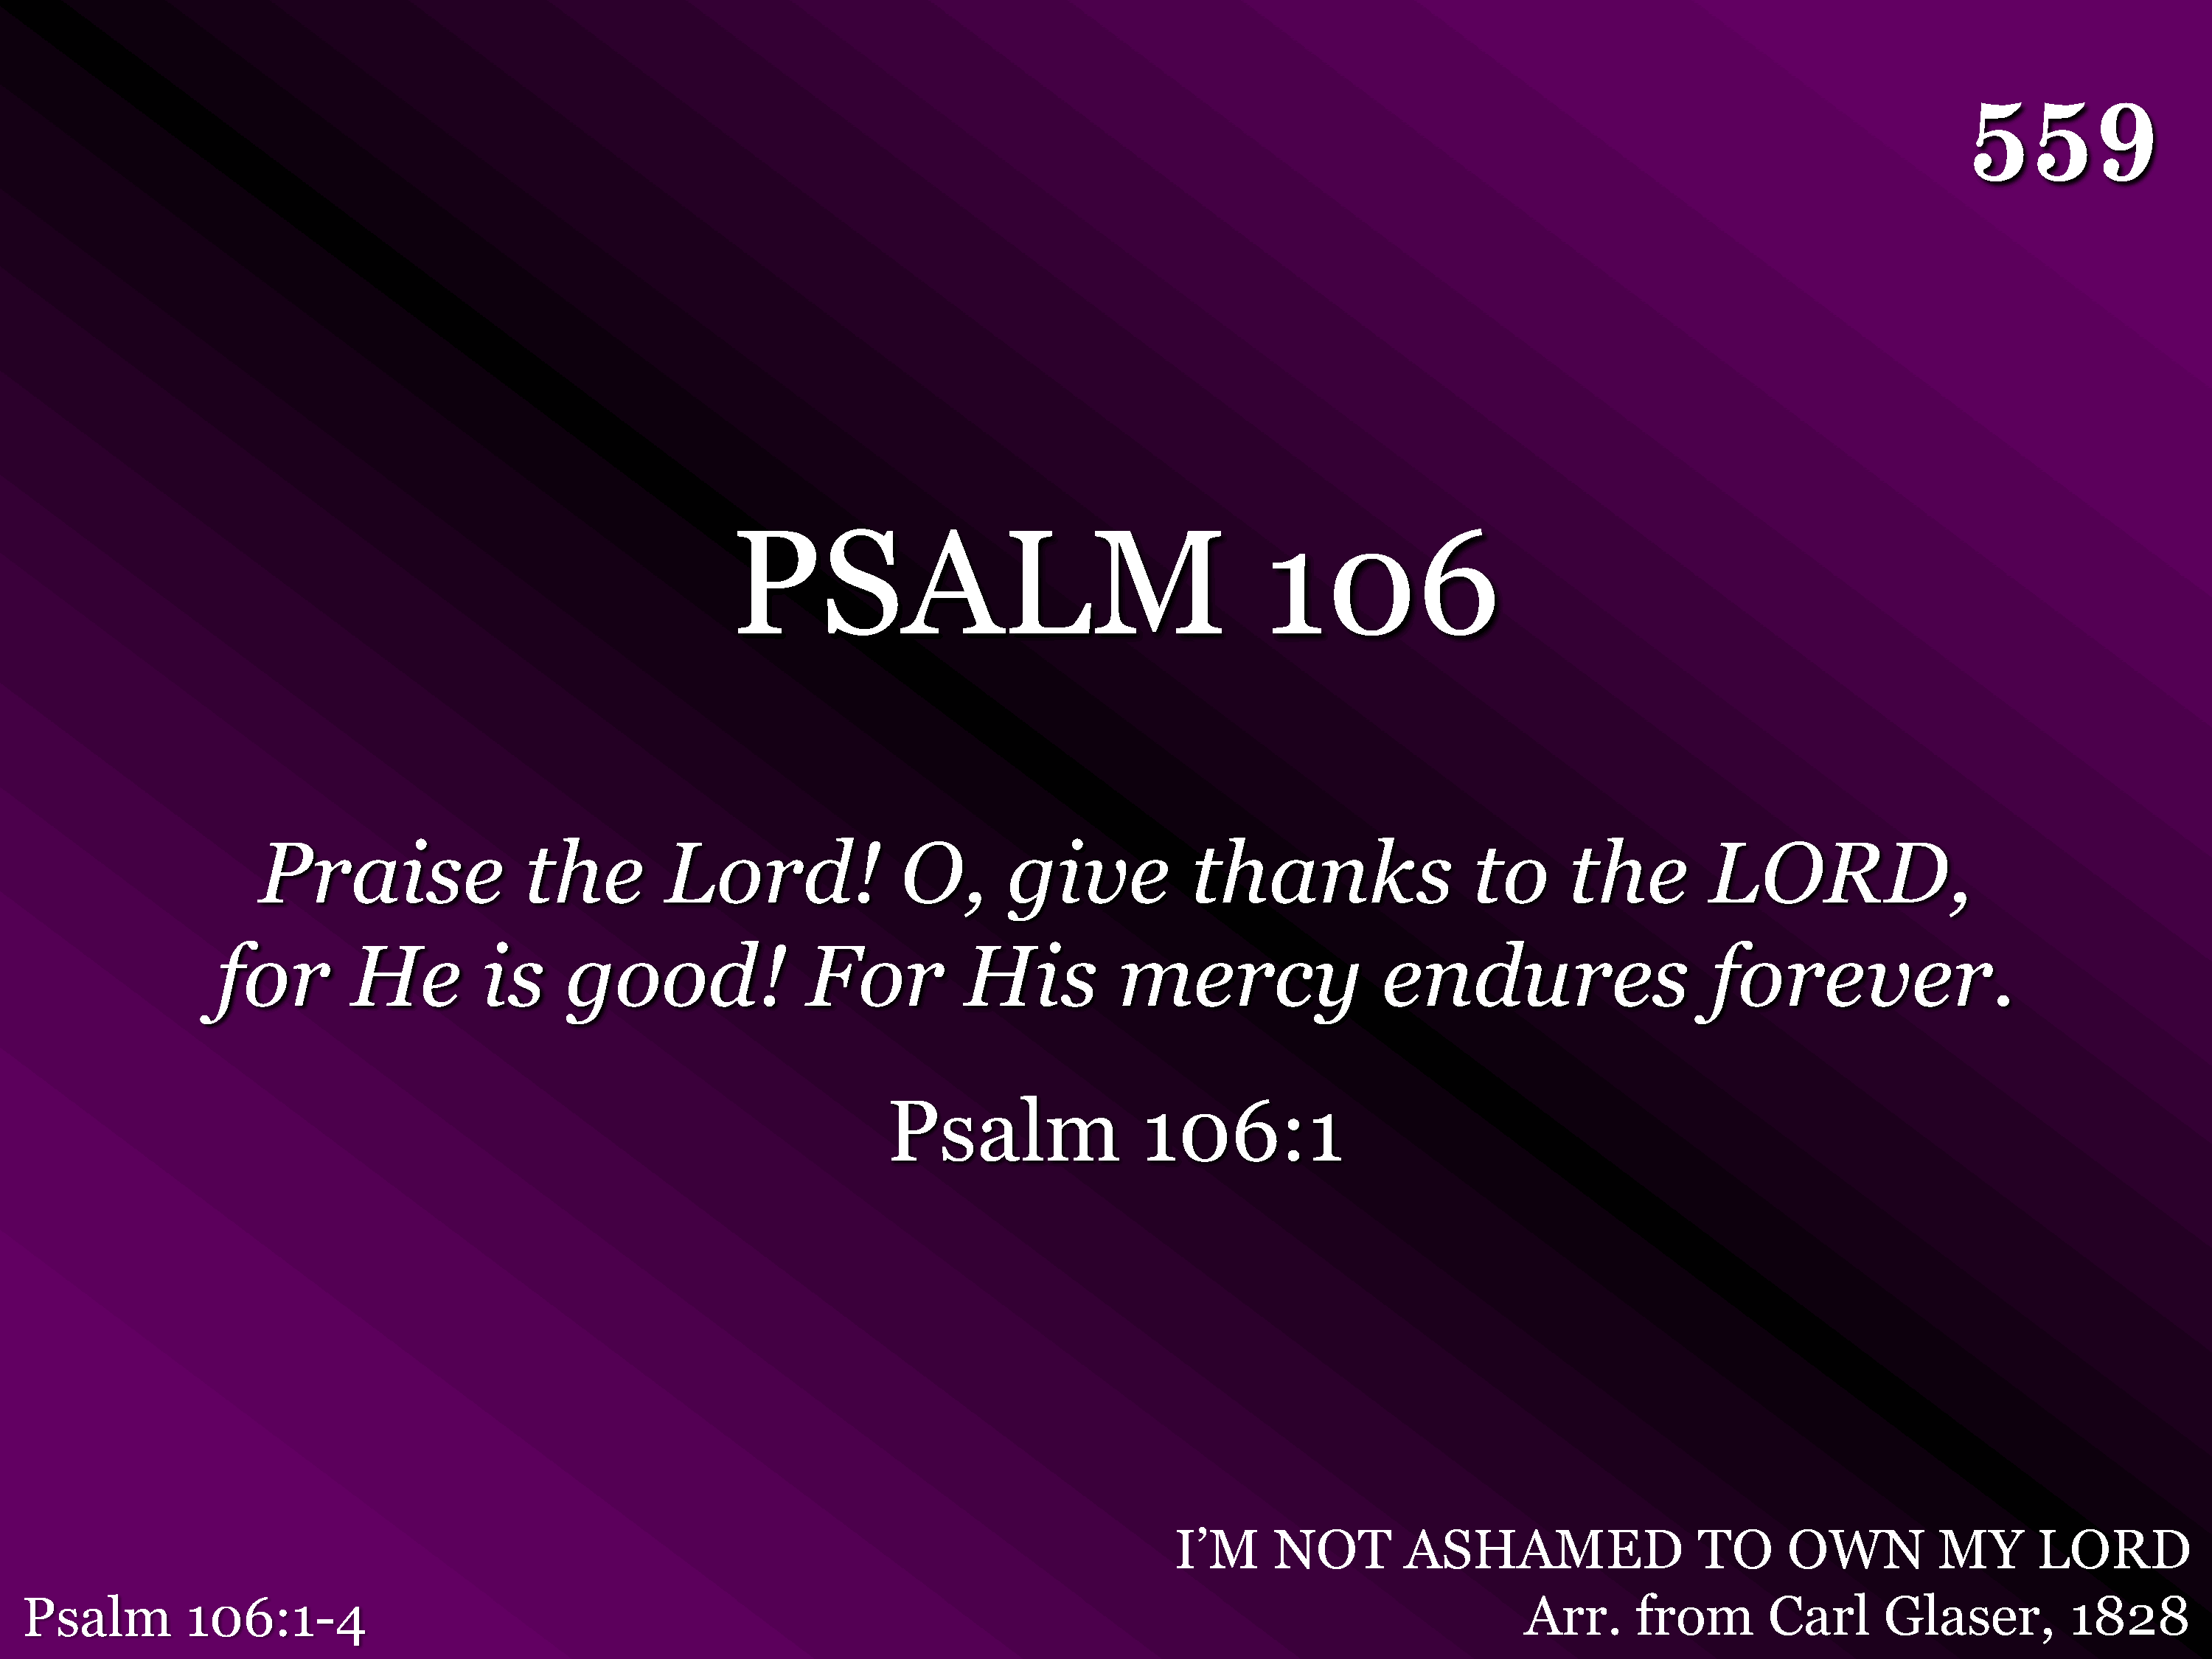 559
PSALM 106
Praise the Lord! O, give thanks to the LORD,
for He is good! For His mercy endures forever.
Psalm 106:1
I’M NOT ASHAMED TO OWN MY LORD
Psalm 106:1-4
Arr. from Carl Glaser, 1828